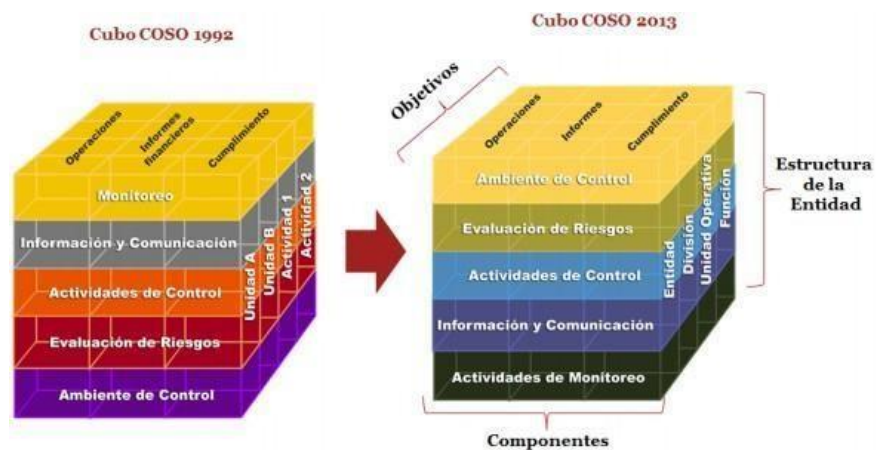 Cubo COSO 1992
Operaciones
Informes
financieros
Cumplimiento
Monitoreo
Información y Comunicación
Actividades de Control
Evaluación de Riesgos
Ambiente de Control
Unidad A
Unidad B
Actividad 1
Actividad 2
Cubo COSO 2013
Objetivos
Operaciones
Informes
Cumplimiento
Ambiente de Control
Evaluación de Riesgos
Actividades de Control
Información y Comunicación
Actividades de Monitoreo
Entidad
División
Unidad Operativa
Función
Estructura
de la
Entidad
Componentes